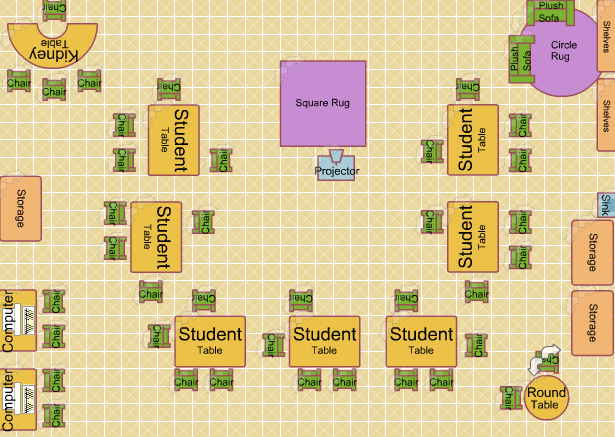 Chair
Plush
Sofa
Shelves
Kidney
Table
Circle
Rug
Plush
Sofa
Chair
Chair
Chair
Chair
Chair
Square Rug
Shelves
Chair
Chair
Student
Table
Chair
Projector
Chair
Student
Table
Chair
Chair
Storage
Chair
Chair
Student
Table
Chair
Chair
Student
Table
Chair
Chair
Sink
Storage
Chair
Chair
Computer
Chair
Chair
Chair
Chair
Chair
Chair
Student
Table
Chair
Student
Table
Student
Table
Chair
Storage
Computer
Chair
Chair
Chair
Chair
Chair
Chair
Chair
Chair
Chair
Chair
Round
Table